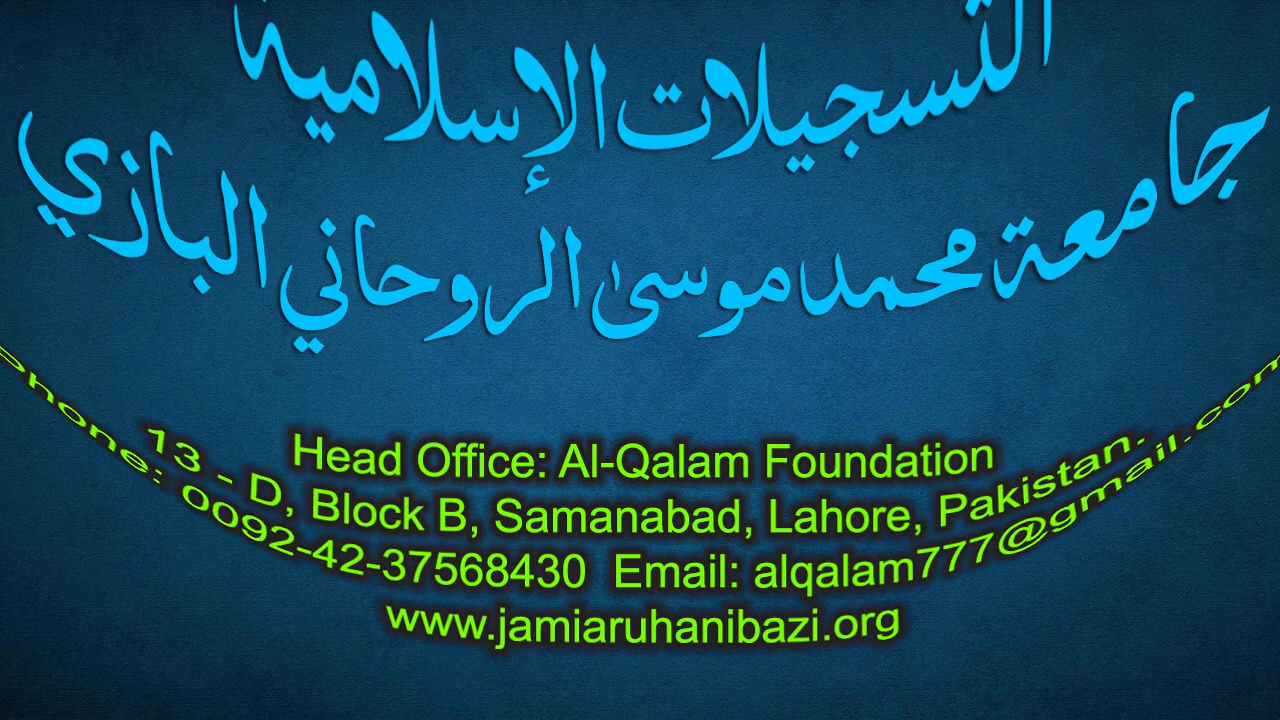 التسجيلات الإسلامية
جامعة محمد موسىٰ الروحاني البازي
Head Office: Al-Qalam Foundation
13 - D, Block B, Samanabad, Lahore, Pakistan.
Phone: 0092-42-37568430 Email: alqalam777@gmail.com
www.jamiaruhanibazi.org